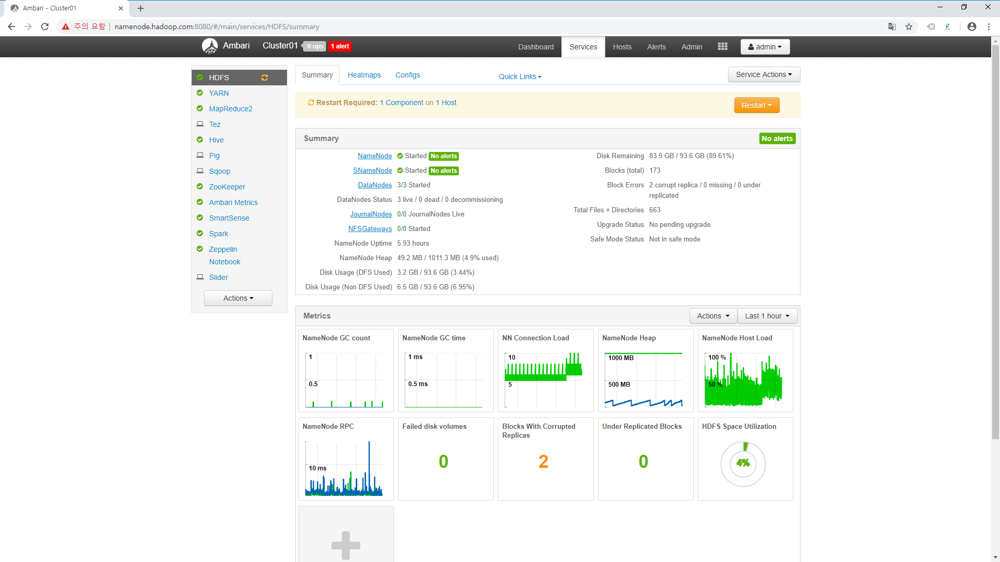 Ambari - Cluster01
주의 요함
namenode.hadoop.com:8080/#/main/services/HDFS/summary
Ambari
Cluster01
0 ops
1 alert
Dashboard
Services
Hosts
Alerts
Admin
admin
HDFS
YARN
MapReduce2
Tez
Hive
Pig
Sqoop
ZooKeeper
Ambari Metrics
SmartSense
Spark
Zeppelin
Notebook
Slider
Actions
Summary
Heatmaps
Configs
Quick Links
Service Actions
Restart Required: 1 Component on 1 Host
Restart
Summary
No alerts
NameNode Started No alerts
SNameNode Started No alerts
DataNodes 3/3 Started
DataNodes Status 3 live / 0 dead / 0 decommissioning
JournalNodes 0/0 JournalNodes Live
NFSGateways 0/0 Started
NameNode Uptime 5.93 hours
NameNode Heap 49.2 MB / 1011.3 MB (4.9% used)
Disk Usage (DFS Used) 3.2 GB / 93.6 GB (3.44%)
Disk Usage (Non DFS Used) 6.5 GB / 93.6 GB (6.95%)
Disk Remaining 83.9 GB / 93.6 GB (89.61%)
Blocks (total) 173
Block Errors 2 corrupt replica / 0 missing / 0 under
replicated
Total Files + Directories 663
Upgrade Status No pending upgrade
Safe Mode Status Not in safe mode
Metrics
Actions
Last 1 hour
NameNode GC count
1
0.5
NameNode GC time
1 ms
0.5 ms
NN Connection Load
10
5
NameNode Heap
1000 MB
500 MB
NameNode Host Load
100 %
50 %
NameNode RPC
10 ms
Failed disk volumes
0
Blocks With Corrupted
Replicas
2
Under Replicated Blocks
0
HDFS Space Utilization
4%